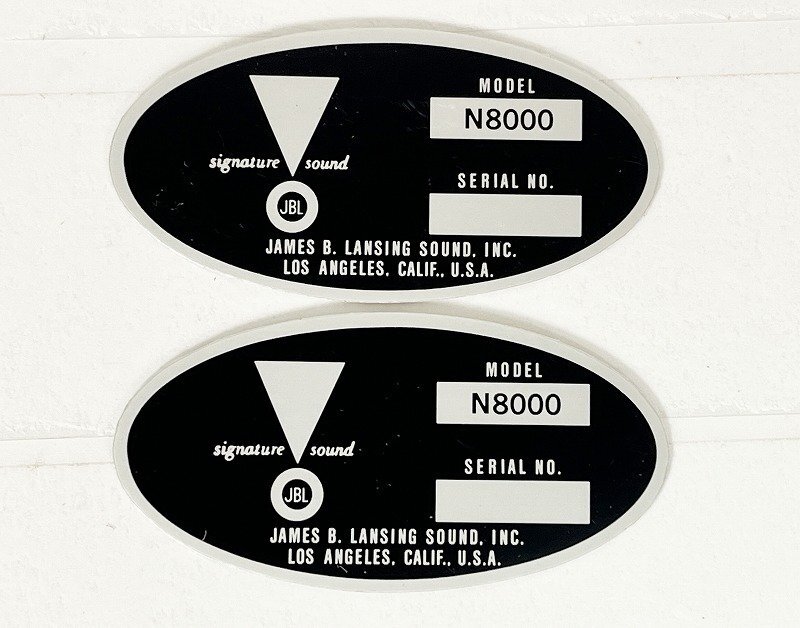 MODEL
N8000
signature sound
SERIAL NO.
JBL
JAMES B. LANSING SOUND, INC.
LOS ANGELES, CALIF., U.S.A.
MODEL
N8000
signature sound
SERIAL NO.
JBL
JAMES B. LANSING SOUND, INC.
LOS ANGELES, CALIF., U.S.A.